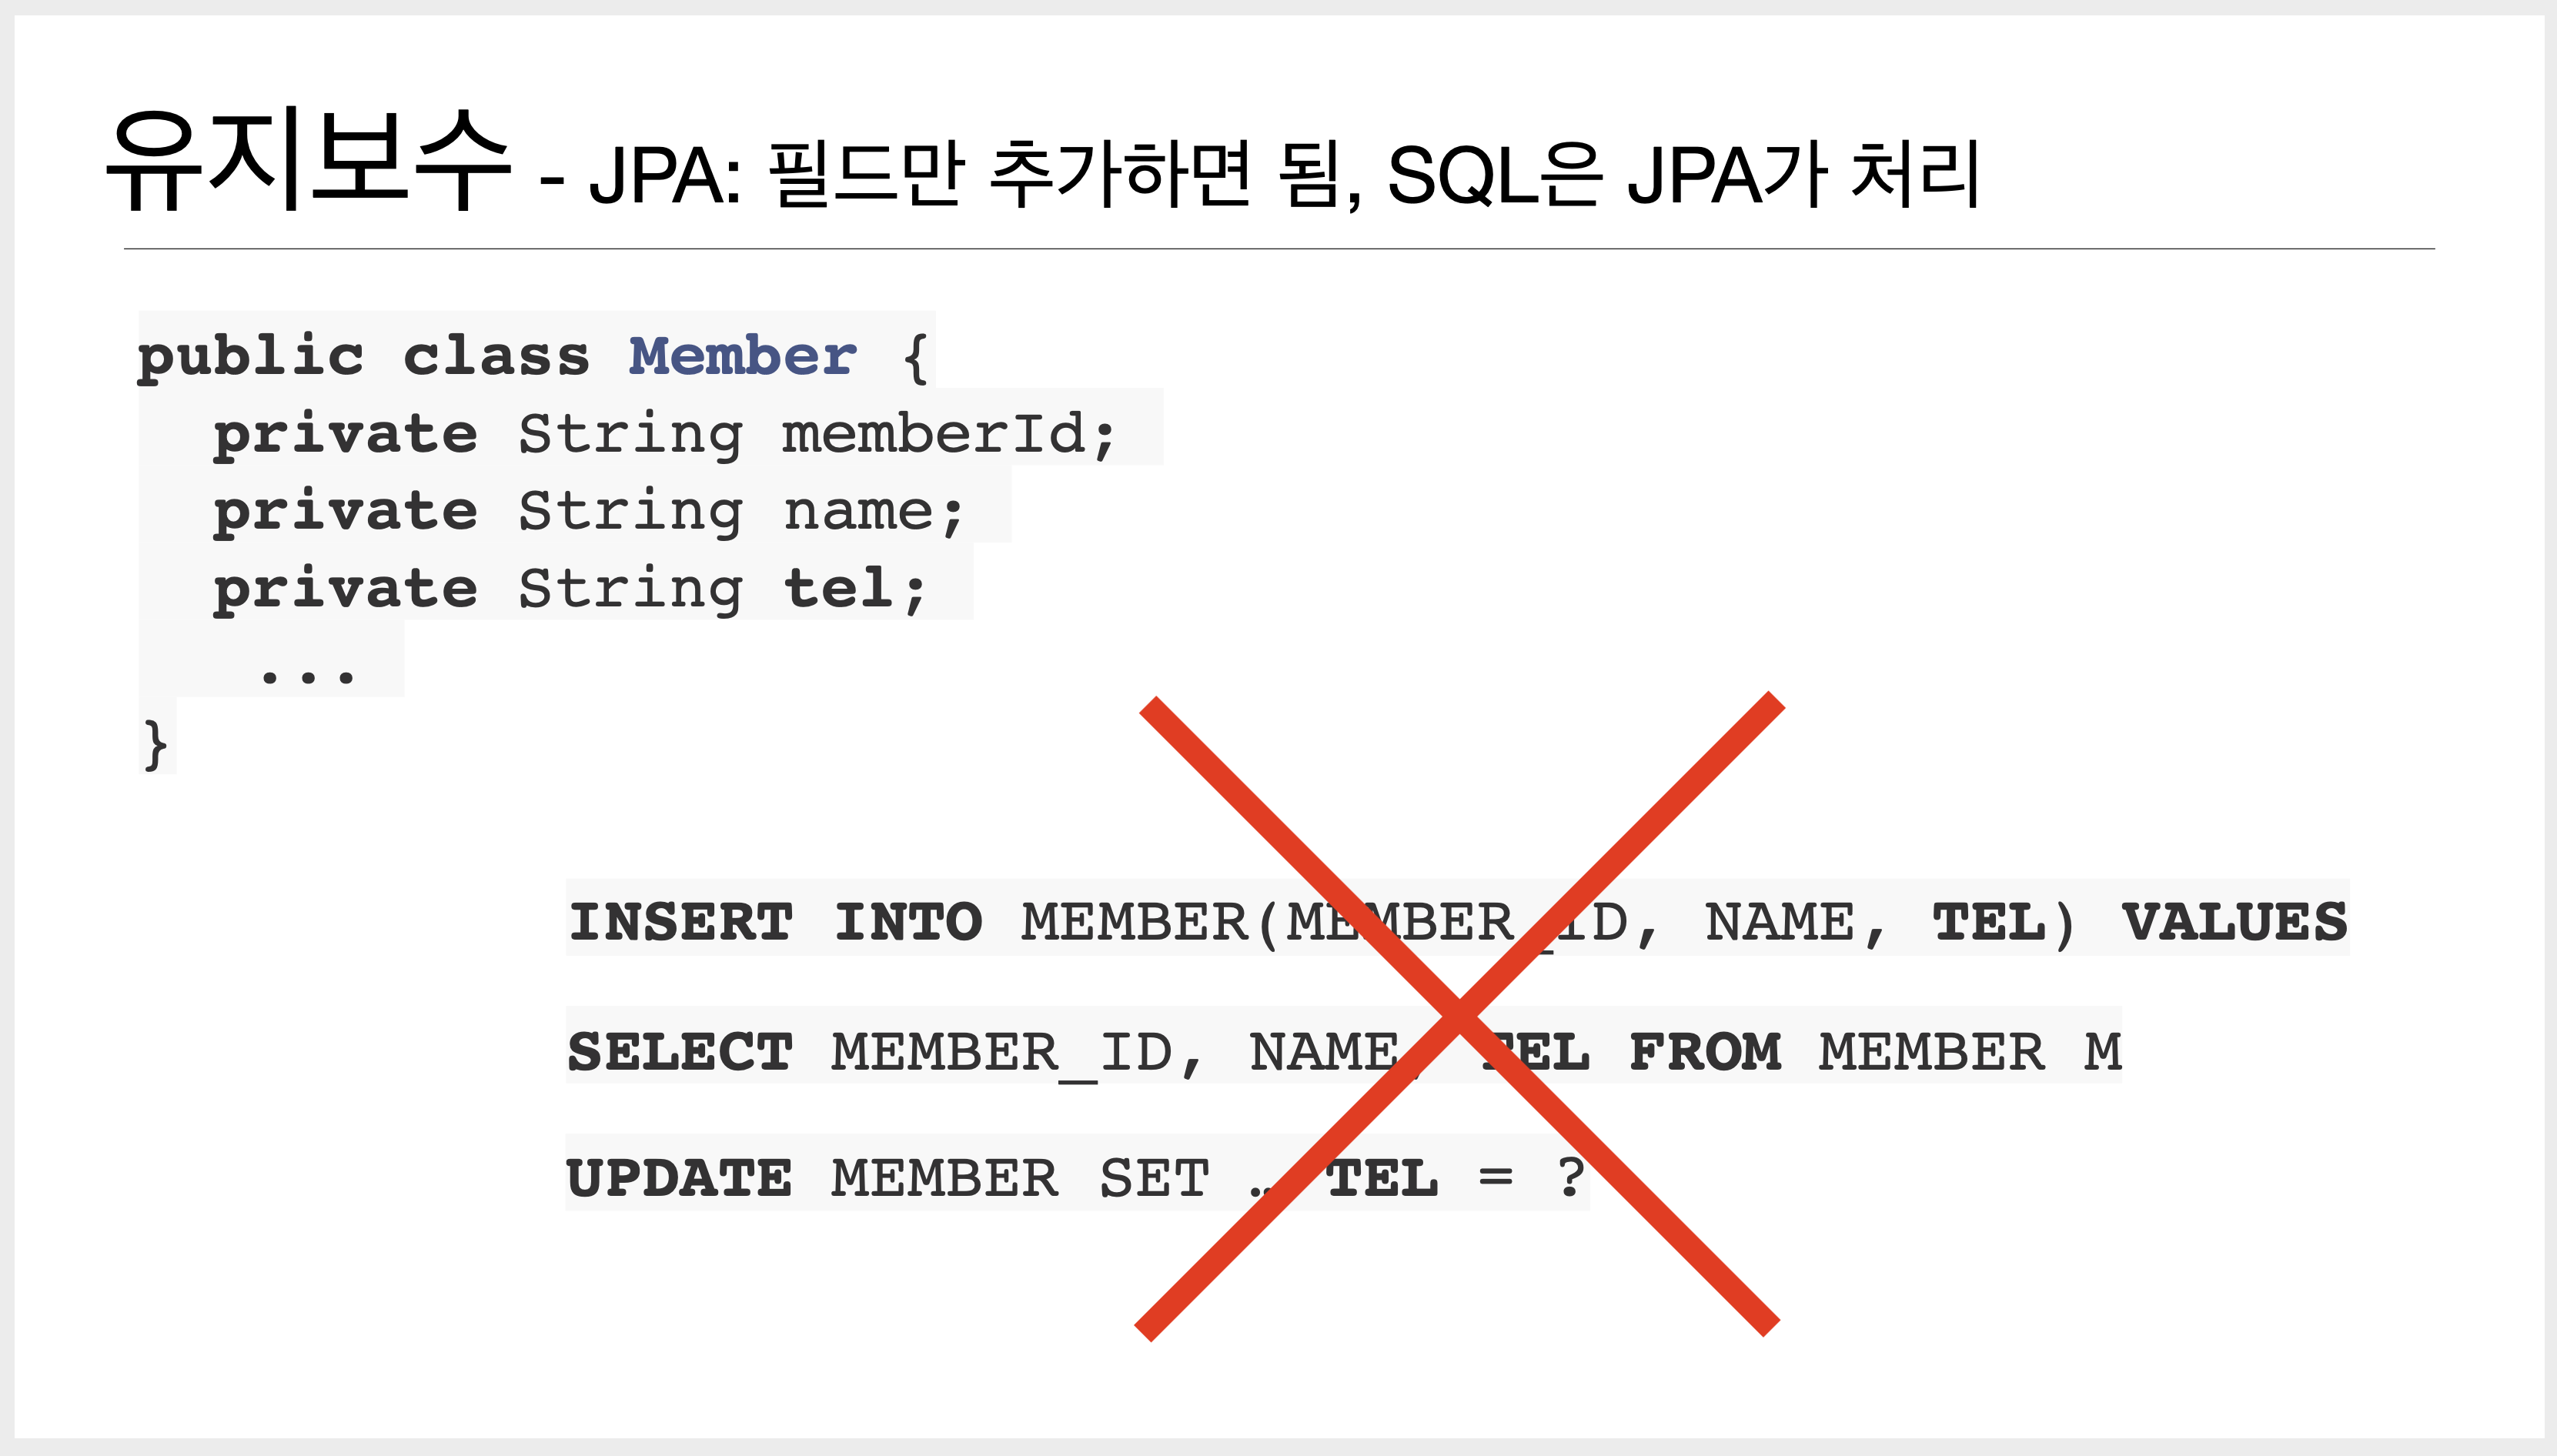 유지보수 - JPA: 필드만 추가하면 됨, SQL은 JPA가 처리
public class Member {
private String memberId;
private String name;
private String tel;
...
}
INSERT INTO MEMBER(MEMBER_ID, NAME, TEL) VALUES
SELECT MEMBER_ID, NAME, TEL FROM MEMBER M
UPDATE MEMBER SET … TEL = ?